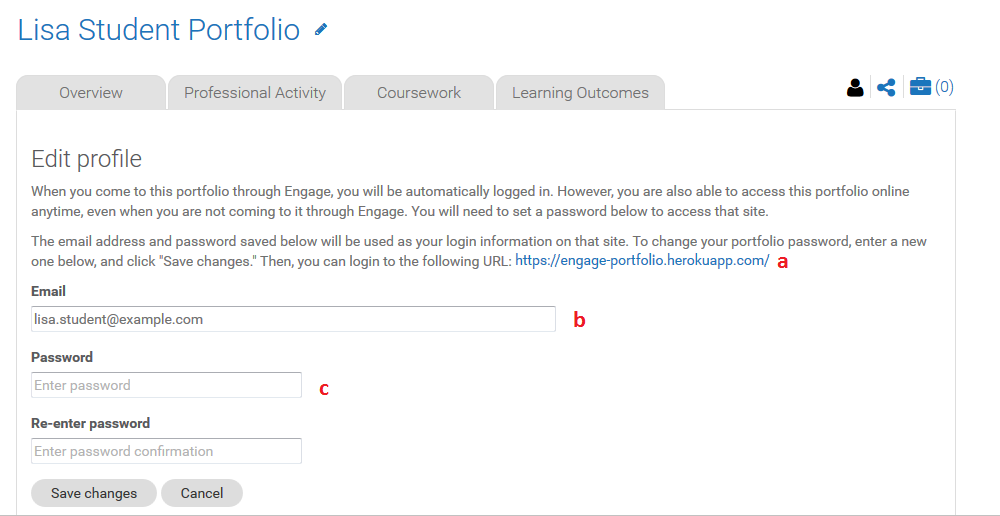 Lisa Student Portfolio
Overview
Professional Activity
Coursework
Learning Outcomes
(0)
Edit profile
When you come to this portfolio through Engage, you will be automatically logged in. However, you are also able to access this portfolio online
anytime, even when you are not coming to it through Engage. You will need to set a password below to access that site.
The email address and password saved below will be used as your login information on that site. To change your portfolio password, enter a new
one below, and click "Save changes." Then, you can login to the following URL: https://engage-portfolio.herokuapp.com/ a
Email
lisa.student@example.com b
Password
Enter password c
Re-enter password
Enter password confirmation
Save changes Cancel